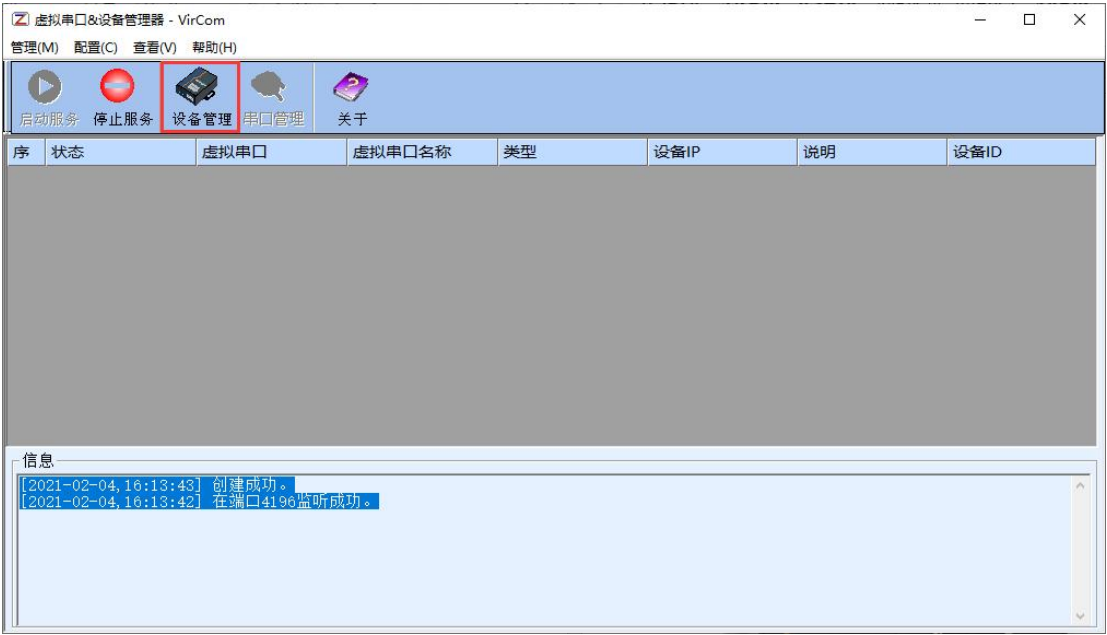 Z 虚拟串口&设备管理器 - VirCom
管理(M) 配置(C) 查看(V) 帮助(H)
启动服务 停止服务 设备管理 串口管理 关于
序 状态 虚拟串口 虚拟串口名称 类型 设备IP 说明 设备ID
信息
[2021-02-04,16:13:43] 创建成功。
[2021-02-04,16:13:42] 在端口4196监听成功。